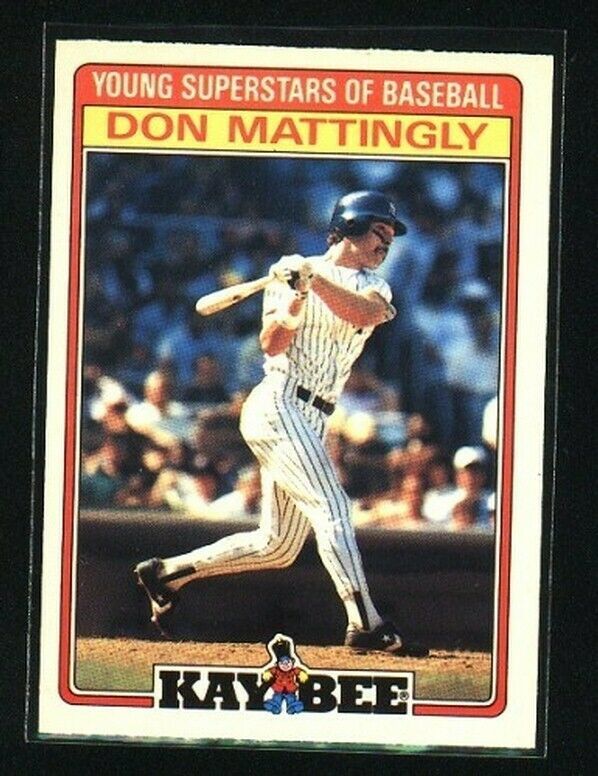 YOUNG SUPERSTARS OF BASEBALL
DON MATTINGLY
KAY BEE®